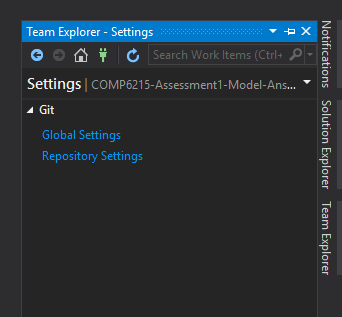 Team Explorer - Settings
Search Work Items (Ctrl+
Settings | COMP6215-Assessment1-Model-Ans...
Git
Global Settings
Repository Settings
Notifications
Solution Explorer
Team Explorer